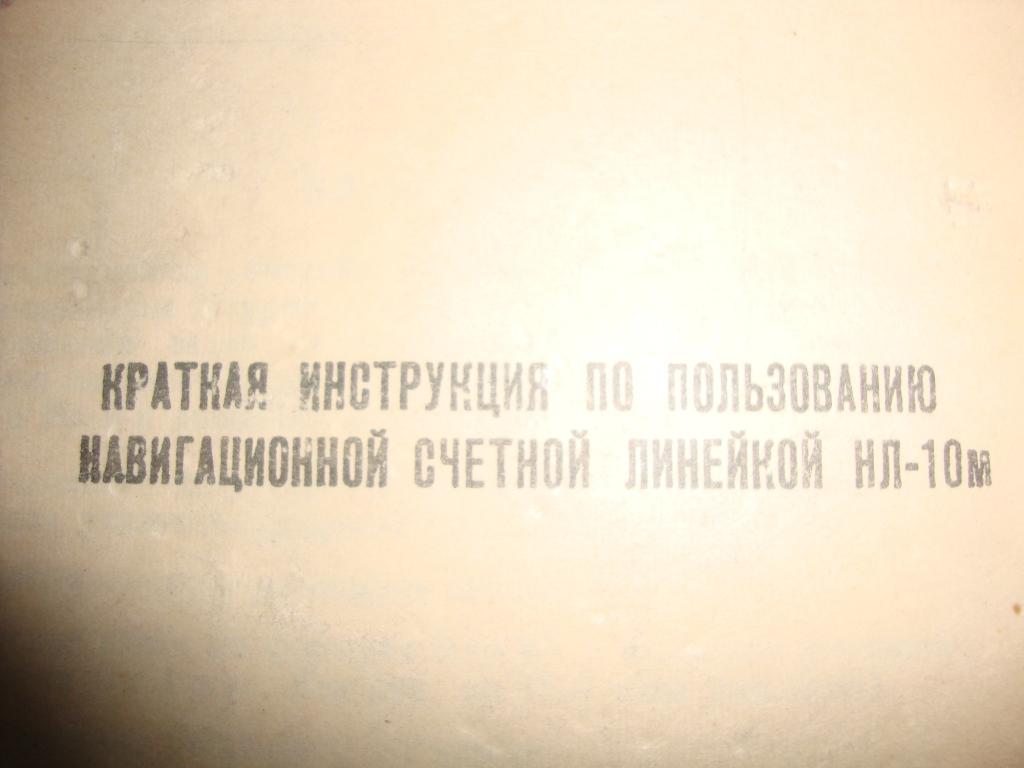 КРАТКАЯ ИНСТРУКЦИЯ ПО ПОЛЬЗОВАНИЮ
НАВИГАЦИОННОЙ СЧЕТНОЙ ЛИНЕЙКОЙ НЛ-10м